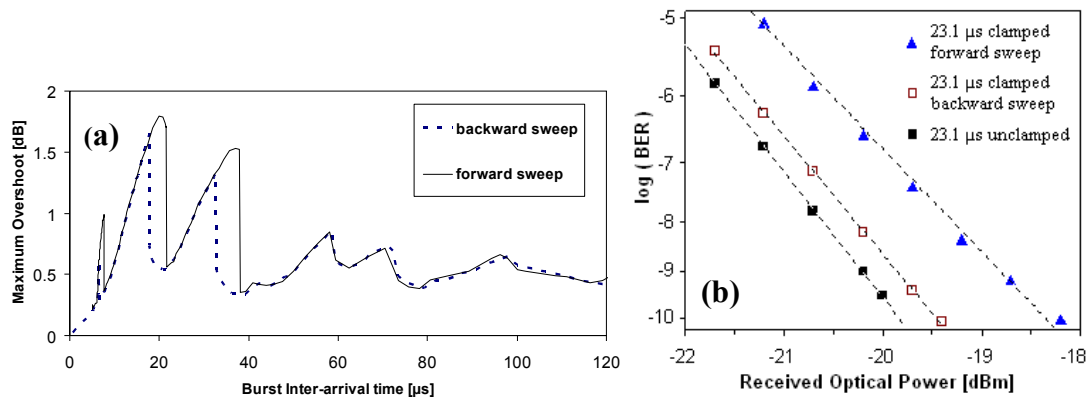 (a)
Maximum Overshoot [dB]
2
1.5
1
0.5
0
0 20 40 60 80 100 120
Burst Inter-arrival time [µs]
backward sweep
forward sweep
(b)
log ( BER )
-5
-6
-7
-8
-9
-10
-22 -21 -20 -19 -18
Received Optical Power [dBm]
23.1 µs clamped
forward sweep
23.1 µs clamped
backward sweep
23.1 µs unclamped